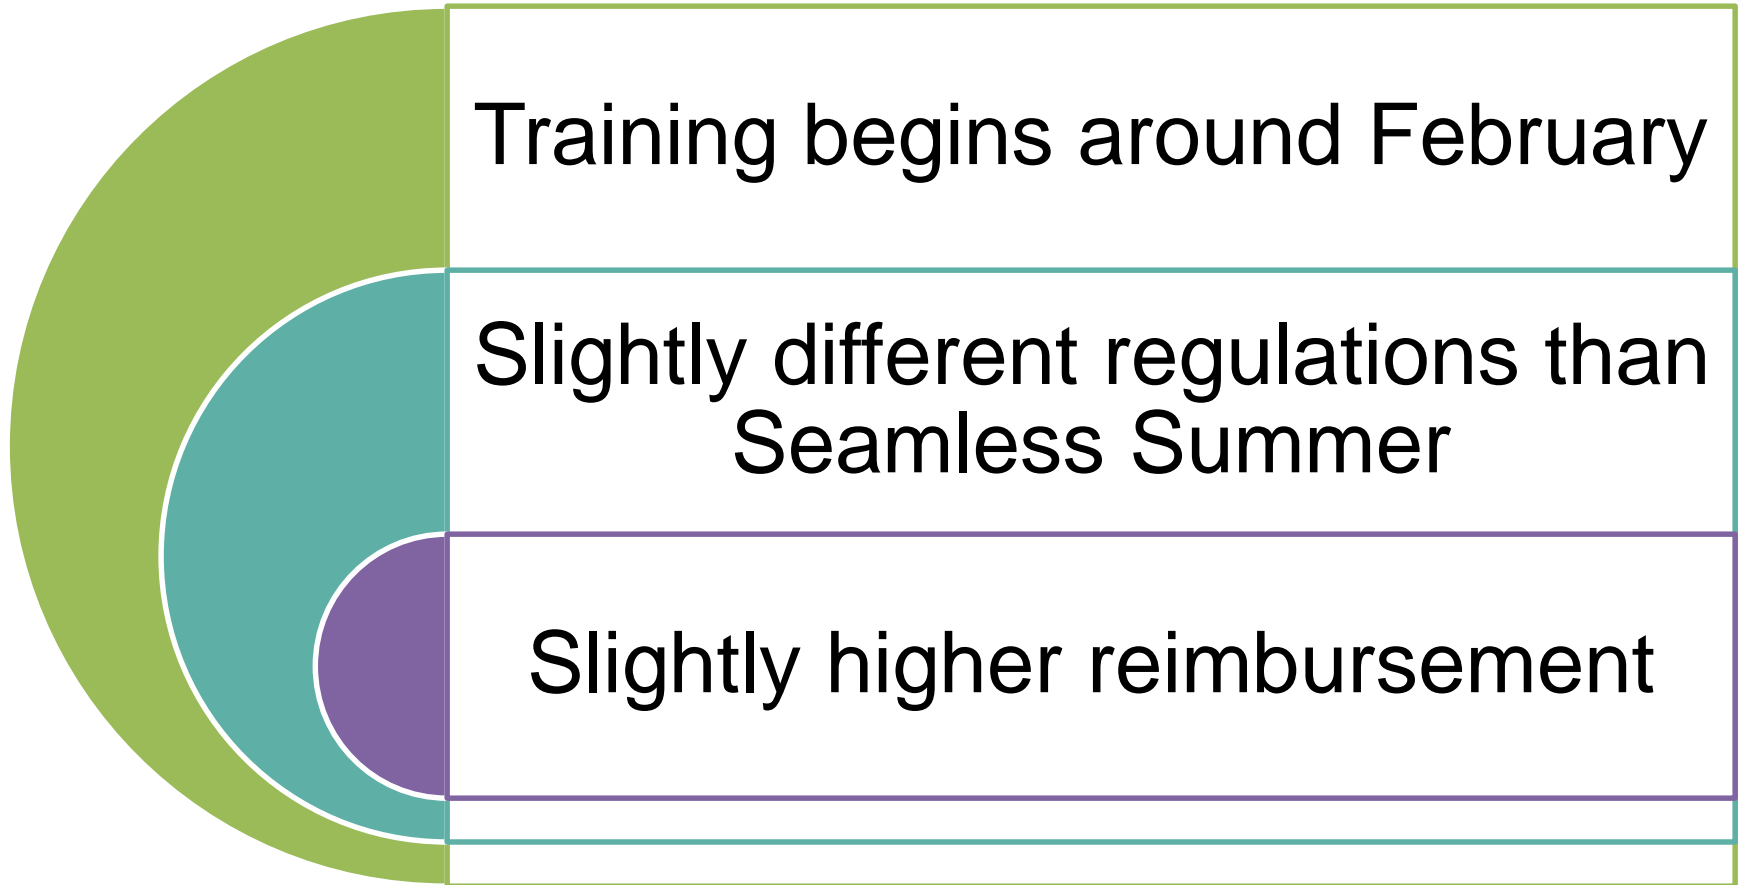 Training begins around February
Slightly different regulations than
Seamless Summer
Slightly higher reimbursement